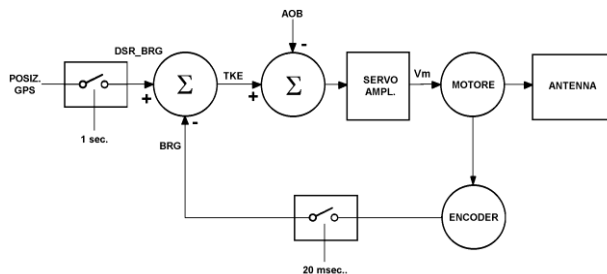 AOB
-
DSR_BRG
POSIZ.
GPS
Σ
TKE
Σ
SERVO
AMPL.
Vm
MOTORE
ANTENNA
+
+
-
1 sec.
BRG
ENCODER
20 msec..